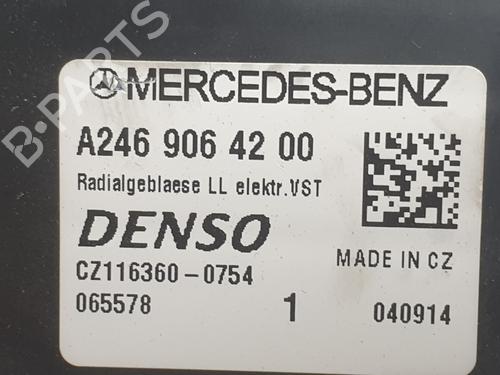 B-PARTS
MERCEDES-BENZ
A246 906 42 00
Radialgeblaese LL elektr.VST
DENSO
CZ116360-0754
MADE IN CZ
065578 1 040914